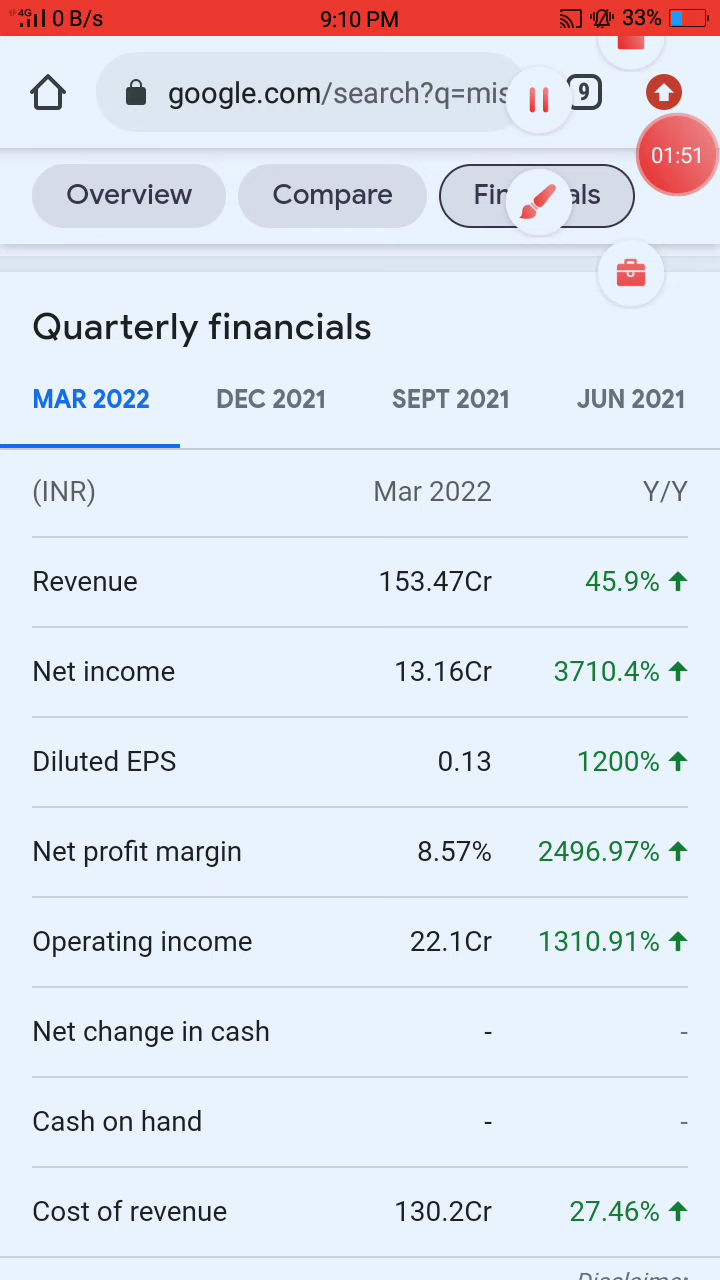 4G 0 B/s 9:10 PM 33%
google.com/search?q=mis 9
01:51
Overview Compare
Quarterly financials
MAR 2022 DEC 2021 SEPT 2021 JUN 2021
(INR) Mar 2022 Y/Y
Revenue 153.47Cr 45.9%
Net income 13.16Cr 3710.4%
Diluted EPS 0.13 1200%
Net profit margin 8.57% 2496.97%
Operating income 22.1Cr 1310.91%
Net change in cash - -
Cash on hand - -
Cost of revenue 130.2Cr 27.46%